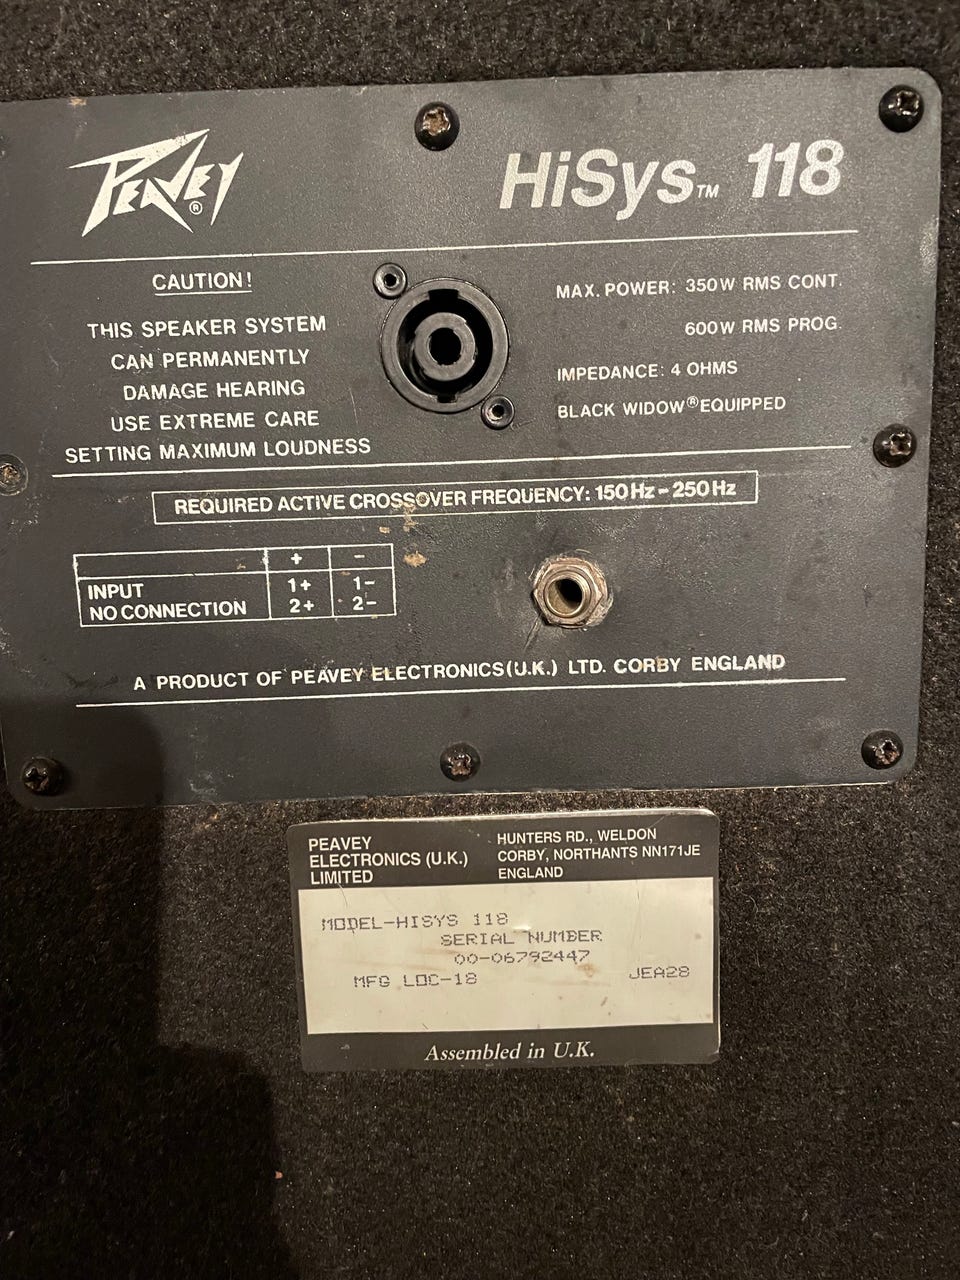 PEAVEY®
HiSys™ 118
CAUTION!
THIS SPEAKER SYSTEM
CAN PERMANENTLY
DAMAGE HEARING
USE EXTREME CARE
SETTING MAXIMUM LOUDNESS
MAX. POWER: 350W RMS CONT.
600W RMS PROG.
IMPEDANCE: 4 OHMS
BLACK WIDOW® EQUIPPED
REQUIRED ACTIVE CROSSOVER FREQUENCY: 150Hz-250Hz
+ -
INPUT 1+ 1-
NO CONNECTION 2+ 2-
A PRODUCT OF PEAVEY ELECTRONICS (U.K.) LTD. CORBY ENGLAND
PEAVEY
ELECTRONICS (U.K.)
LIMITED
HUNTERS RD., WELDON
CORBY, NORTHANTS NN171JE
ENGLAND
MODEL-HISYS 118
SERIAL NUMBER
00-06792447
MFG LOC-18 JEA28
Assembled in U.K.